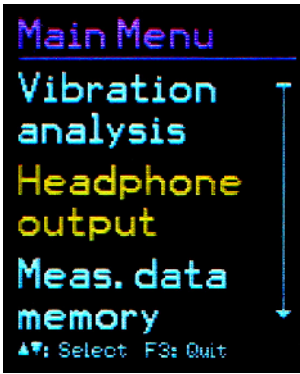 Main Menu
Vibration
analysis
Headphone
output
Meas. data
memory
▲▼: Select F3: Quit